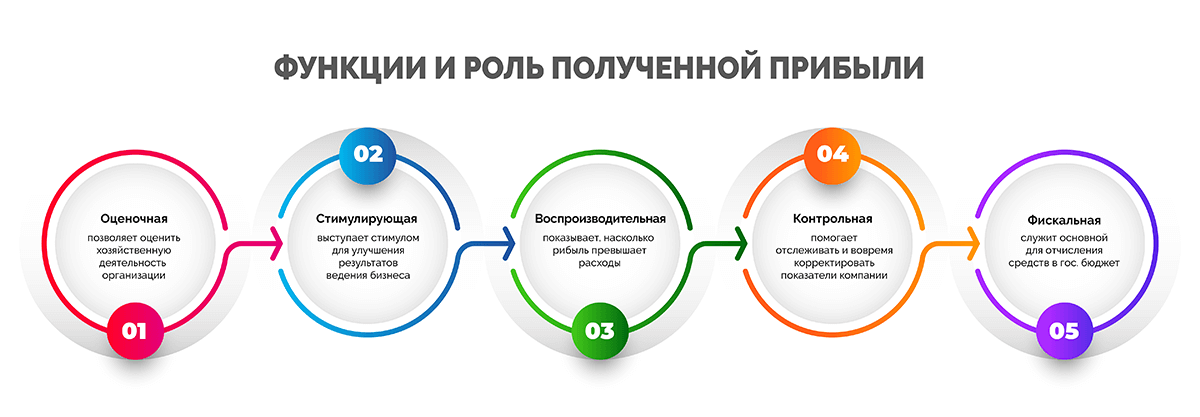 ФУНКЦИИ И РОЛЬ ПОЛУЧЕННОЙ ПРИБЫЛИ
01
Оценочная
позволяет оценить
хозяйственную
деятельность
организации
02
Стимулирующая
выступает стимулом
для улучшения
результатов
ведения бизнеса
03
Воспроизводительная
показывает, насколько
рибыль превышает
расходы
04
Контрольная
помогает
отслеживать и вовремя
корректировать
показатели компании
05
Фискальная
служит основной
для отчисления
средств в гос. бюджет